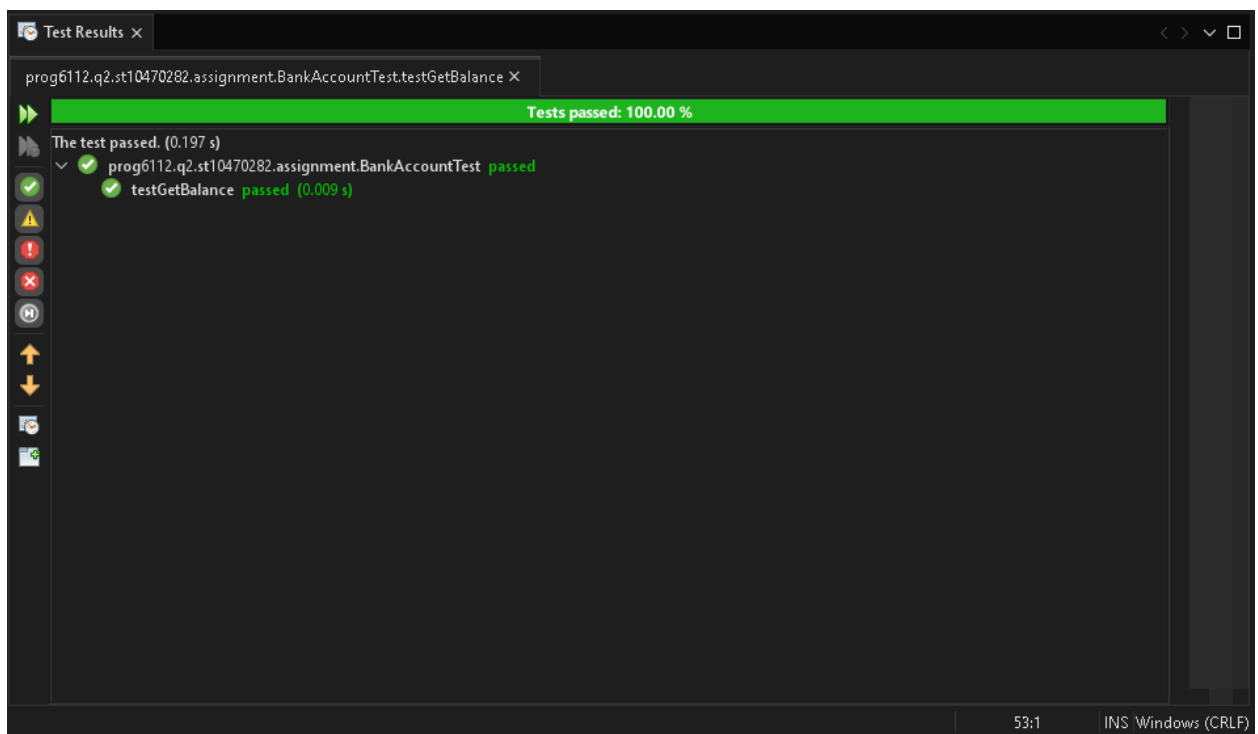 Test Results
prog6112.q2.st10470282.assignment.BankAccountTest.testGetBalance
Tests passed: 100.00 %
The test passed. (0.197 s)
prog6112.q2.st10470282.assignment.BankAccountTest passed
testGetBalance passed (0.009 s)
53:1 INS Windows (CRLF)